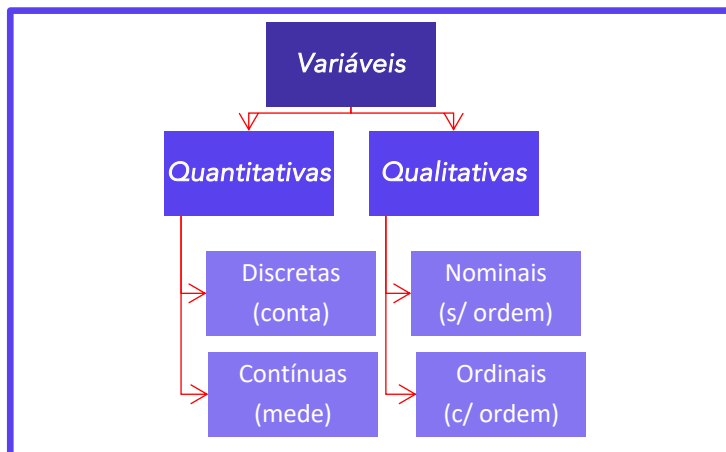 Variáveis
Quantitativas
Qualitativas
Discretas
(conta)
Nominais
(s/ ordem)
Contínuas
(mede)
Ordinais
(c/ ordem)